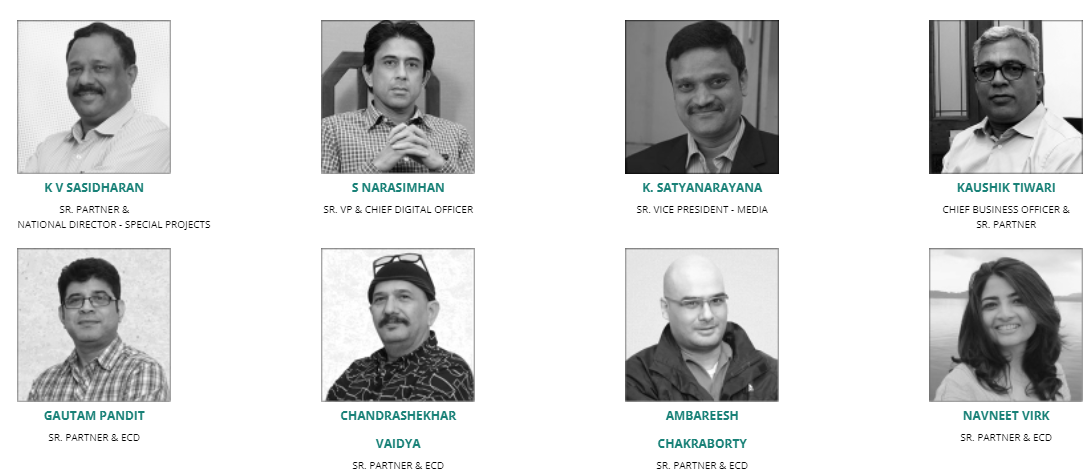 K V SASIDHARAN
SR. PARTNER &
NATIONAL DIRECTOR - SPECIAL PROJECTS
S NARASIMHAN
SR. VP & CHIEF DIGITAL OFFICER
K. SATYANARAYANA
SR. VICE PRESIDENT - MEDIA
KAUSHIK TIWARI
CHIEF BUSINESS OFFICER &
SR. PARTNER
GAUTAM PANDIT
SR. PARTNER & ECD
CHANDRASHEKHAR
VAIDYA
SR. PARTNER & ECD
AMBAREESH
CHAKRABORTY
SR. PARTNER & ECD
NAVNEET VIRK
SR. PARTNER & ECD